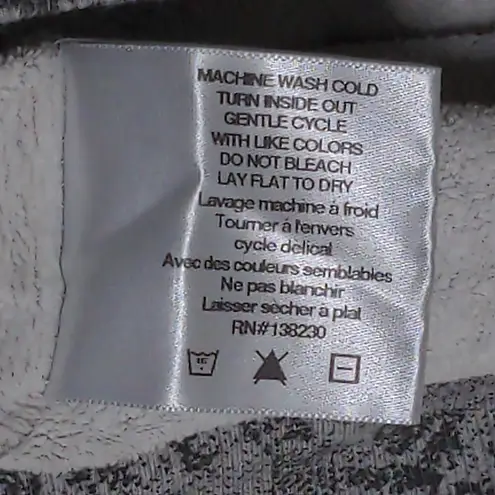 MACHINE WASH COLD
TURN INSIDE OUT
GENTLE CYCLE
WITH LIKE COLORS
DO NOT BLEACH
LAY FLAT TO DRY
Lavage machine à froid
Tourner à l'envers
cycle délicat
Avec des couleurs semblables
Ne pas blanchir
Laisser sécher à plat
RN#138230